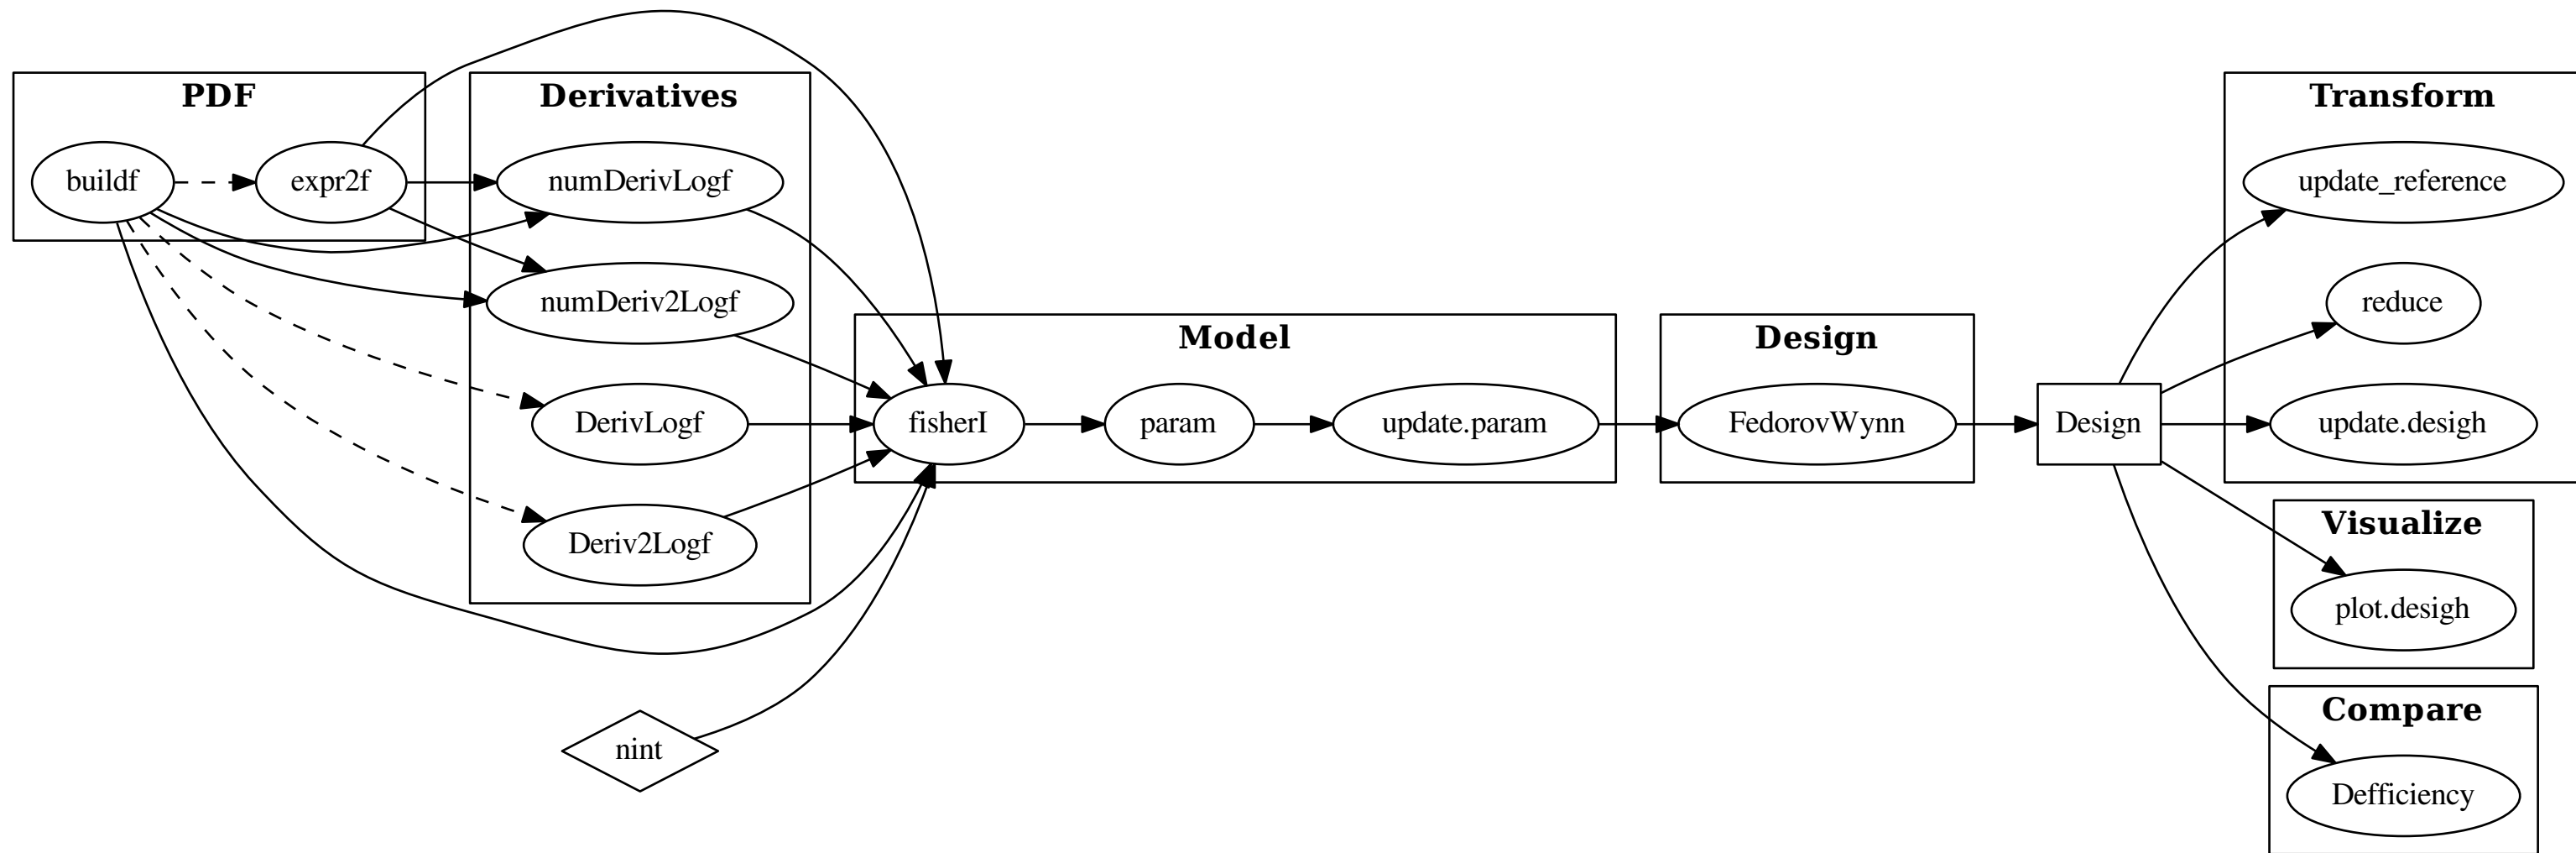 PDF
buildf
expr2f
Derivatives
numDerivLogf
numDeriv2Logf
DerivLogf
Deriv2Logf
nint
Model
fisherI
param
update.param
Design
FedorovWynn
Design
Transform
update_reference
reduce
update.desigh
Visualize
plot.desigh
Compare
Defficiency